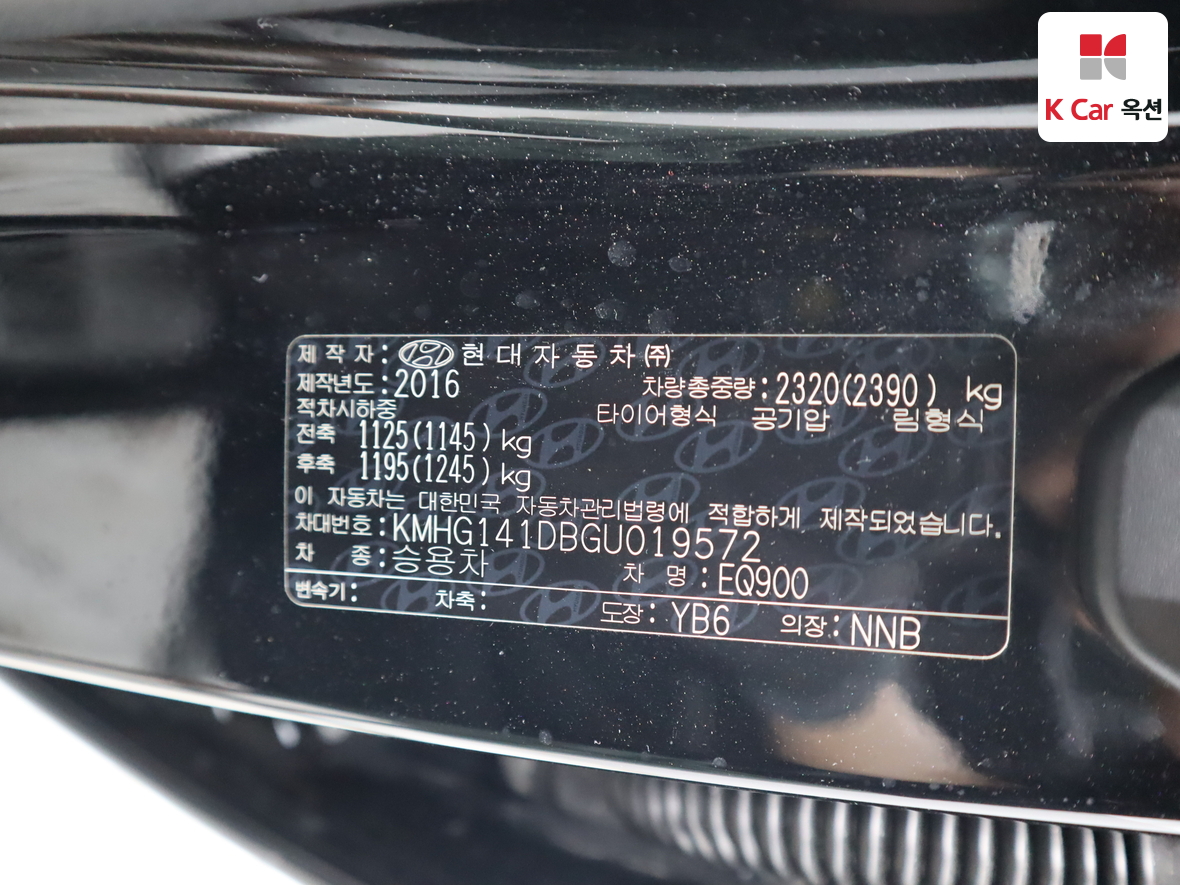 K Car 옥션
제 작 자 : 현 대 자 동 차 ㈜
제작년도 : 2016 차량총중량 : 2320(2390) kg
적차시하중 타이어형식 공기압 림형식
전축 1125(1145) kg
후축 1195(1245) kg
이 자동차는 대한민국 자동차관리법령에 적합하게 제작되었습니다.
차대번호 : KMHG141DBGU019572
차 종 : 승용차 차 명 : EQ900
변속기 : 차축 : 도장 : YB6 의장 : NNB